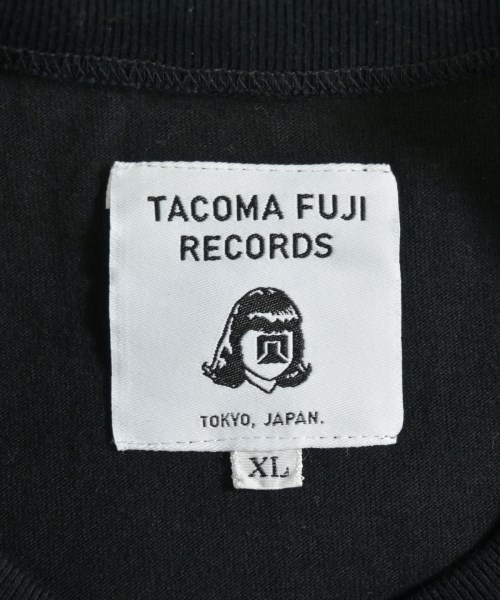 TACOMA FUJI
RECORDS
TOKYO, JAPAN.
XL